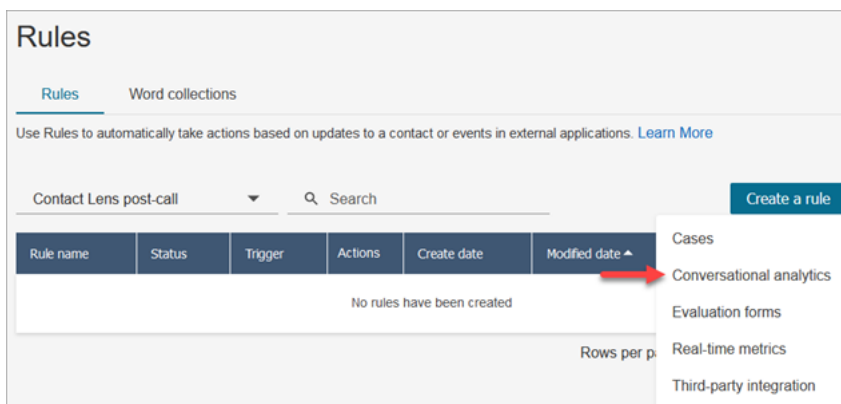 Rules
Rules Word collections
Use Rules to automatically take actions based on updates to a contact or events in external applications. Learn More
Contact Lens post-call Search Create a rule
Rule name Status Trigger Actions Create date Modified date
Cases
Conversational analytics
No rules have been created
Evaluation forms
Rows per
Real-time metrics
Third-party integration